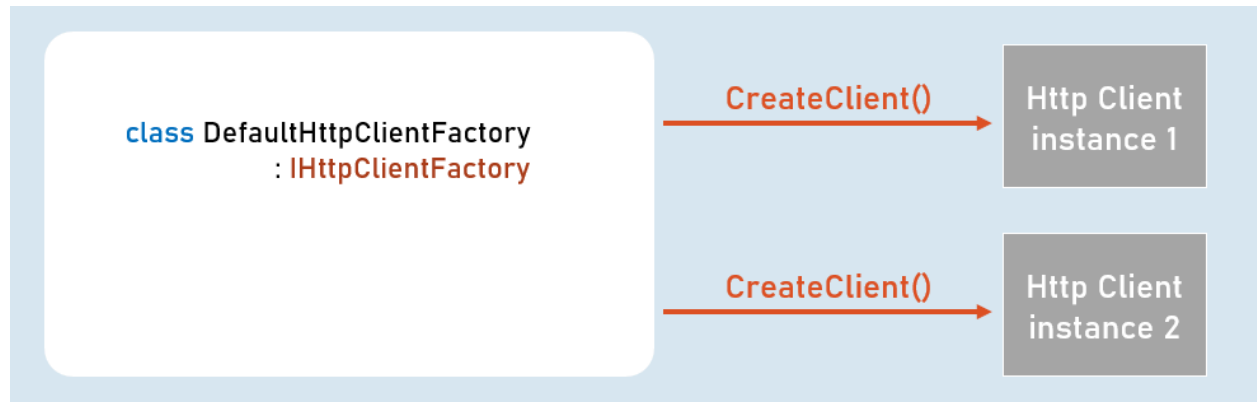 class DefaultHttpClientFactory
: IHttpClientFactory
CreateClient()
Http Client
instance 1
CreateClient()
Http Client
instance 2